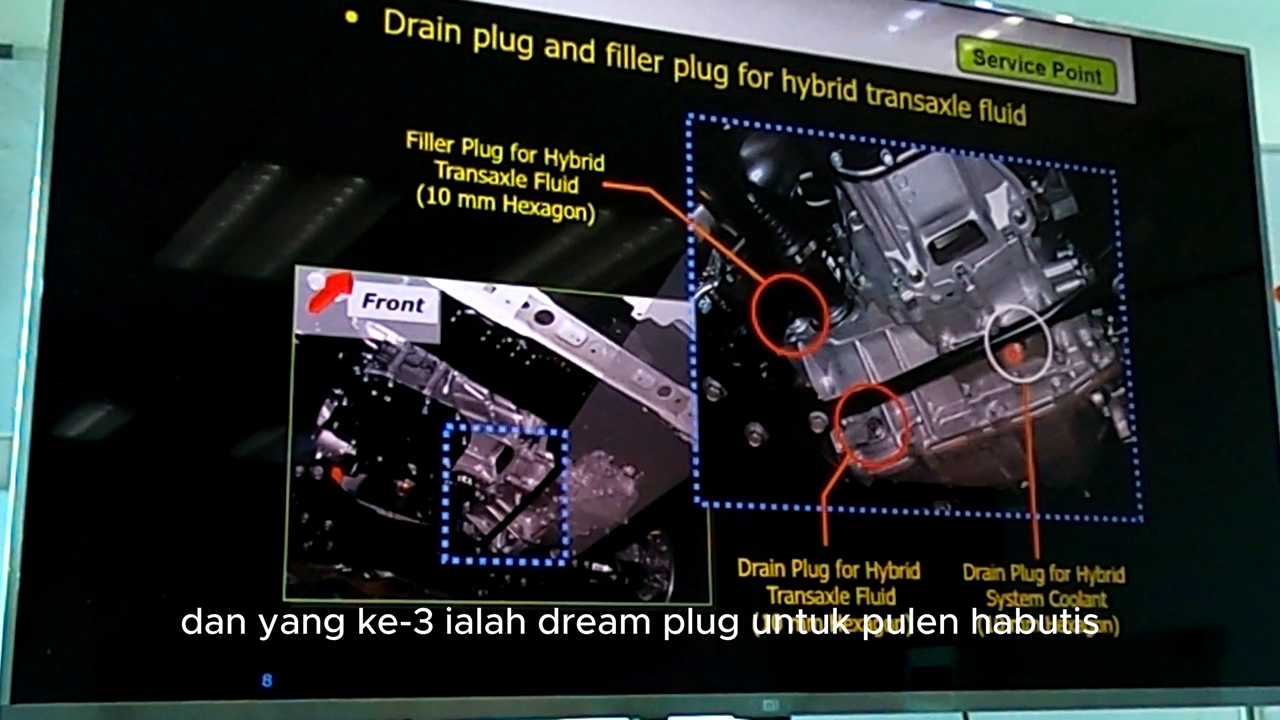 • Drain plug and filler plug for hybrid transaxle fluid
Service Point
Filler Plug for Hybrid
Transaxle Fluid
(10 mm Hexagon)
Front
Drain Plug for Hybrid
Transaxle Fluid
Drain Plug for Hybrid
System Coolant
dan yang ke-3 ialah dream plug untuk pulen habutis
8